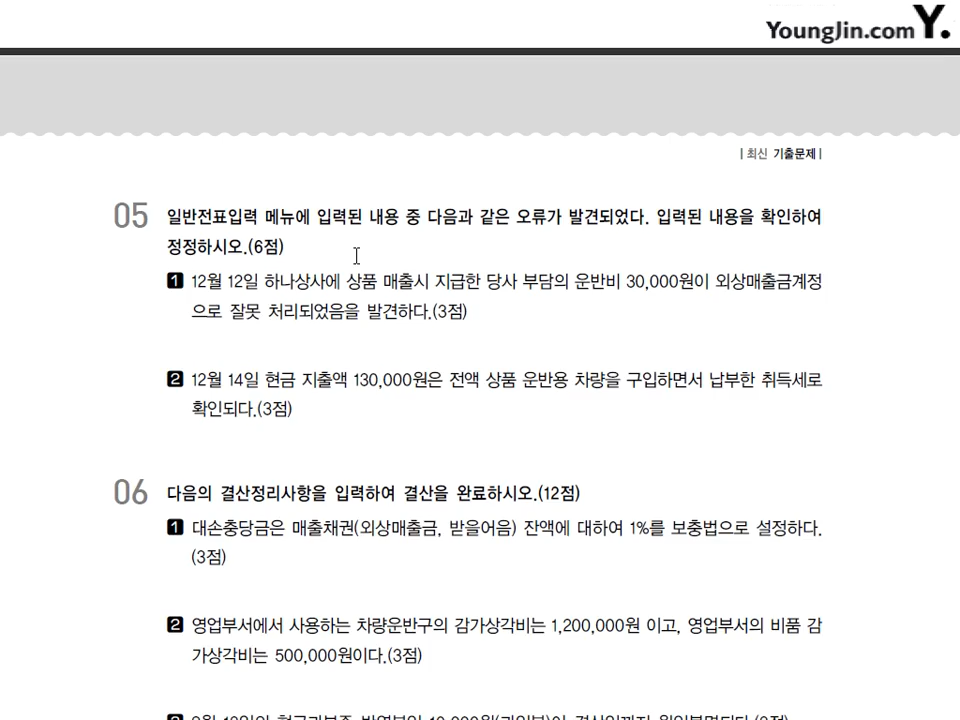 YoungJin.com Y.
| 최신 기출문제 |
05 일반전표입력 메뉴에 입력된 내용 중 다음과 같은 오류가 발견되었다. 입력된 내용을 확인하여
정정하시오.(6점)
1 12월 12일 하나상사에 상품 매출시 지급한 당사 부담의 운반비 30,000원이 외상매출금계정
으로 잘못 처리되었음을 발견하다.(3점)
2 12월 14일 현금 지출액 130,000원은 전액 상품 운반용 차량을 구입하면서 납부한 취득세로
확인되다.(3점)
06 다음의 결산정리사항을 입력하여 결산을 완료하시오.(12점)
1 대손충당금은 매출채권(외상매출금, 받을어음) 잔액에 대하여 1%를 보충법으로 설정하다.
(3점)
2 영업부서에서 사용하는 차량운반구의 감가상각비는 1,200,000원 이고, 영업부서의 비품 감
가상각비는 500,000원이다.(3점)